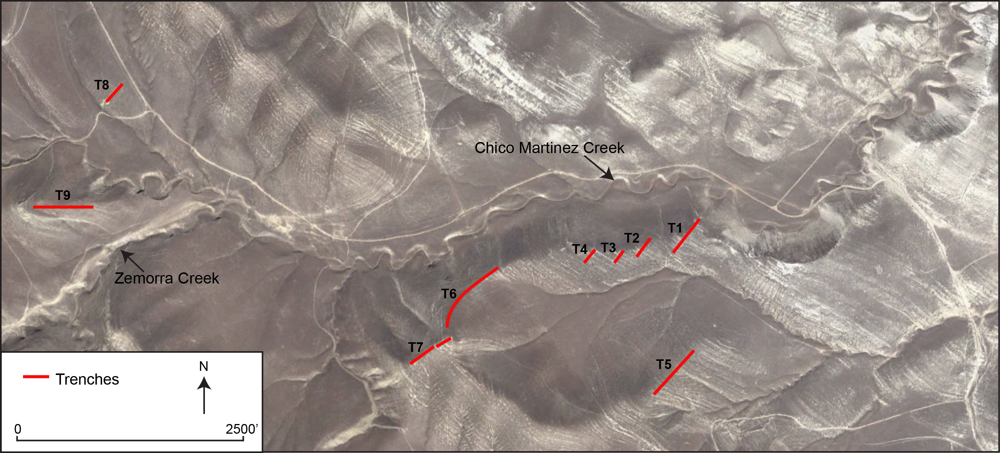 T8
Chico Martinez Creek
T9
T1
T2
T3
T4
Zemorra Creek
T6
T7
T5
Trenches
N
0
2500’